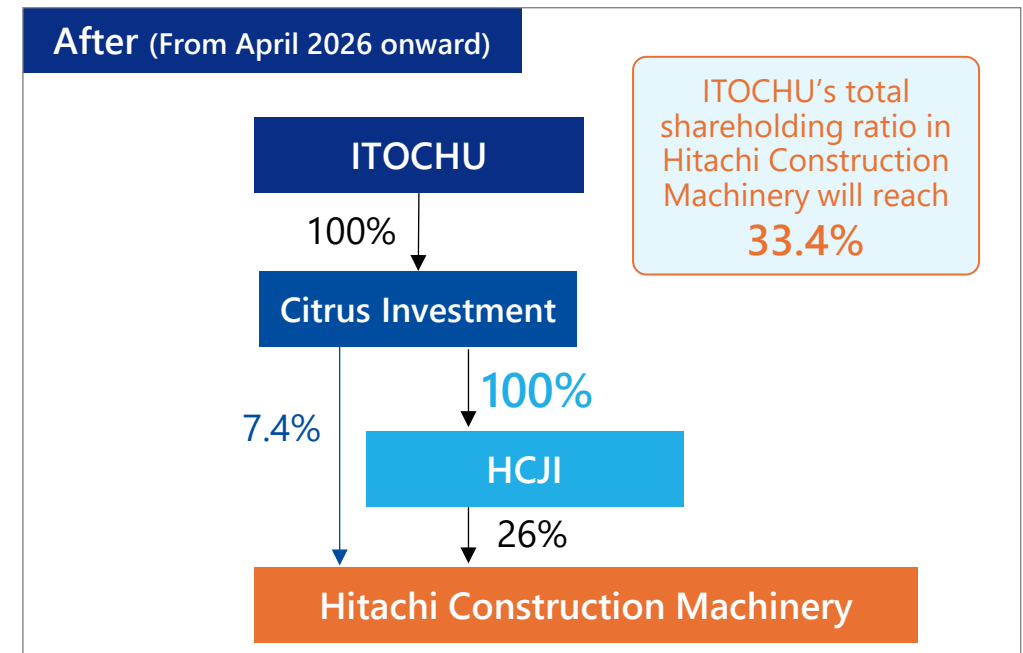 After (From April 2026 onward)
ITOCHU's total
shareholding ratio in
Hitachi Construction
Machinery will reach
33.4%
ITOCHU
100%
Citrus Investment
100%
7.4%
HCJI
26%
Hitachi Construction Machinery